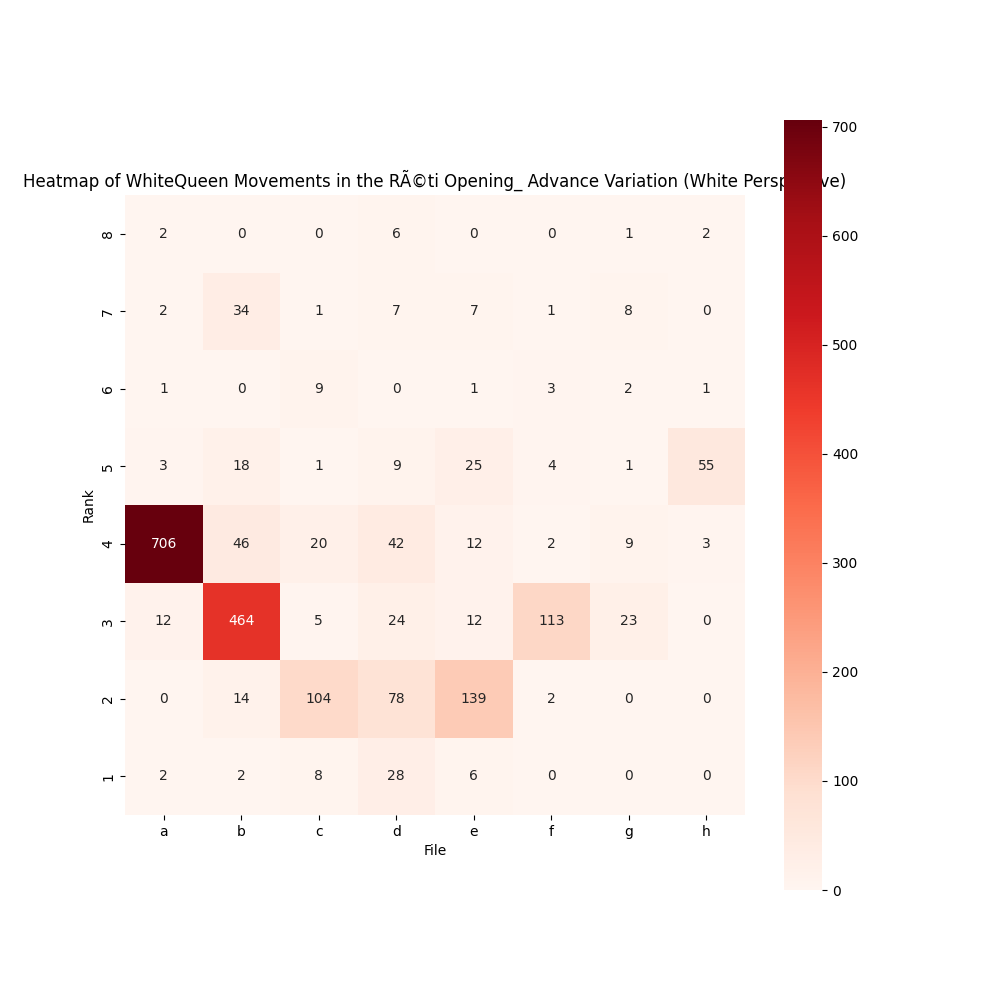 Heatmap of WhiteQueen Movements in the RÃ©ti Opening_ Advance Variation (White Perspective)
700
600
500
400
300
200
100
0
Rank
8 2 0 0 6 0 0 1 2
7 2 34 1 7 7 1 8 0
6 1 0 9 0 1 3 2 1
5 3 18 1 9 25 4 1 55
4 706 46 20 42 12 2 9 3
3 12 464 5 24 12 113 23 0
2 0 14 104 78 139 2 0 0
1 2 2 8 28 6 0 0 0
a b c d e f g h
File